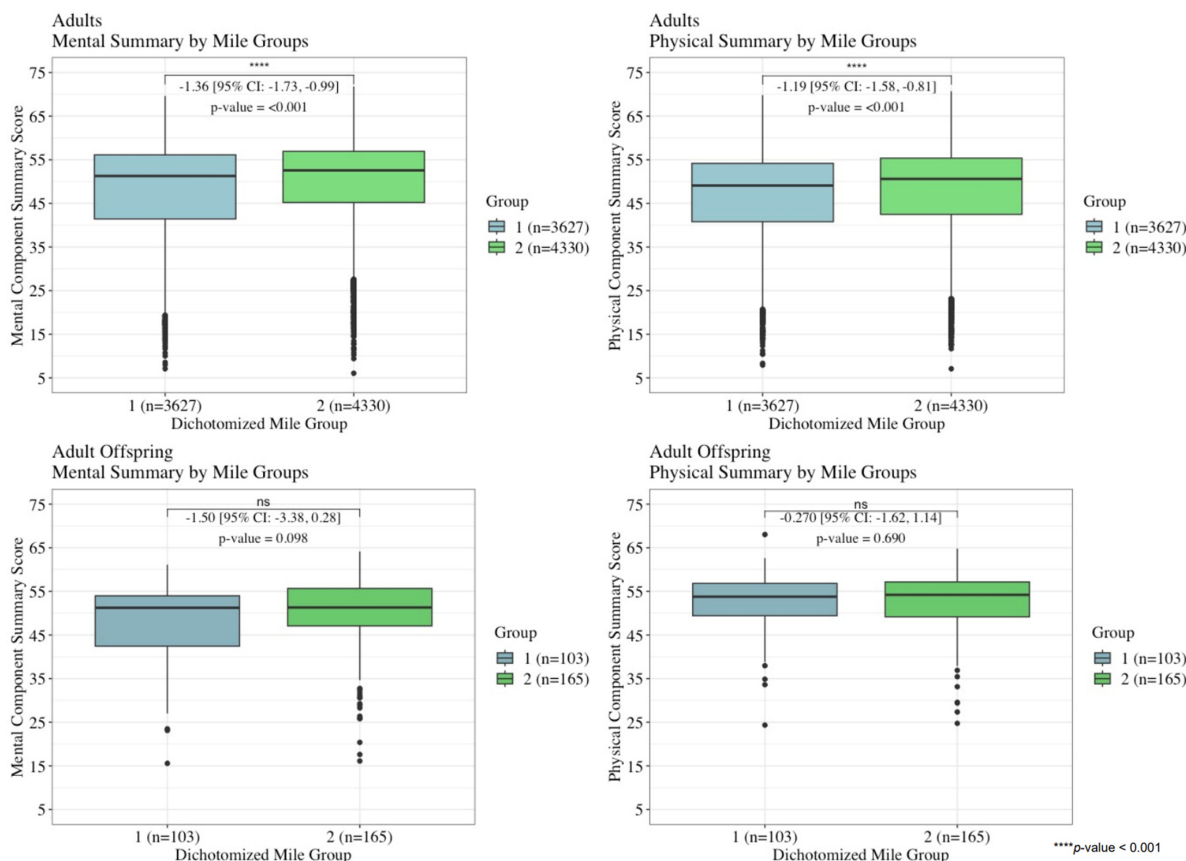 Adults
Mental Summary by Mile Groups
Mental Component Summary Score
75
65
55
45
35
25
15
5
****
-1.36 [95% CI: -1.73, -0.99]
p-value = <0.001
1 (n=3627)
2 (n=4330)
Dichotomized Mile Group
Group
1 (n=3627)
2 (n=4330)
Adults
Physical Summary by Mile Groups
Physical Component Summary Score
75
65
55
45
35
25
15
5
****
-1.19 [95% CI: -1.58, -0.81]
p-value = <0.001
1 (n=3627)
2 (n=4330)
Dichotomized Mile Group
Group
1 (n=3627)
2 (n=4330)
Adult Offspring
Mental Summary by Mile Groups
Mental Component Summary Score
75
65
55
45
35
25
15
5
ns
-1.50 [95% CI: -3.38, 0.28]
p-value = 0.098
1 (n=103)
2 (n=165)
Dichotomized Mile Group
Group
1 (n=103)
2 (n=165)
Adult Offspring
Physical Summary by Mile Groups
Physical Component Summary Score
75
65
55
45
35
25
15
5
ns
-0.270 [95% CI: -1.62, 1.14]
p-value = 0.690
1 (n=103)
2 (n=165)
Dichotomized Mile Group
Group
1 (n=103)
2 (n=165)
****p-value < 0.001